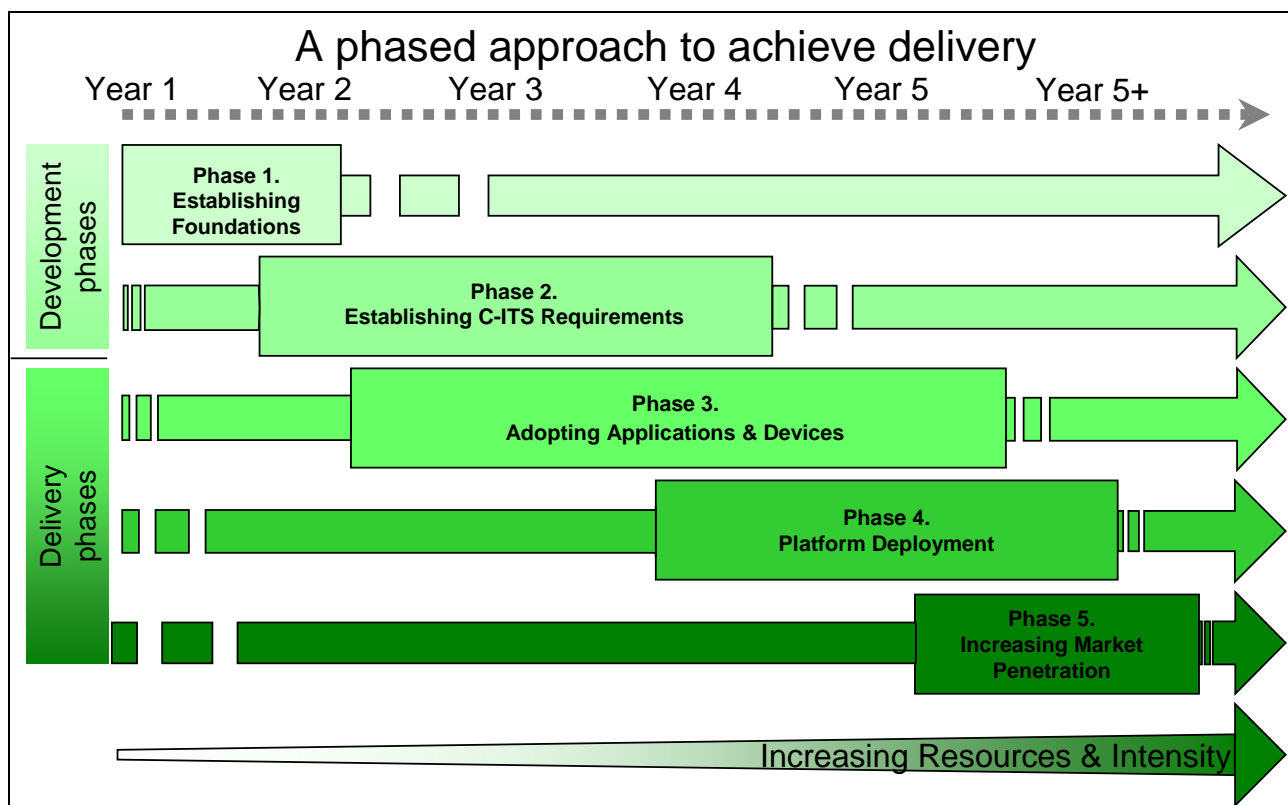 A phased approach to achieve delivery
Year 1 Year 2 Year 3 Year 4 Year 5 Year 5+
Development
phases
Phase 1.
Establishing
Foundations
Phase 2.
Establishing C-ITS Requirements
Delivery
phases
Phase 3.
Adopting Applications & Devices
Phase 4.
Platform Deployment
Phase 5.
Increasing Market
Penetration
Increasing Resources & Intensity